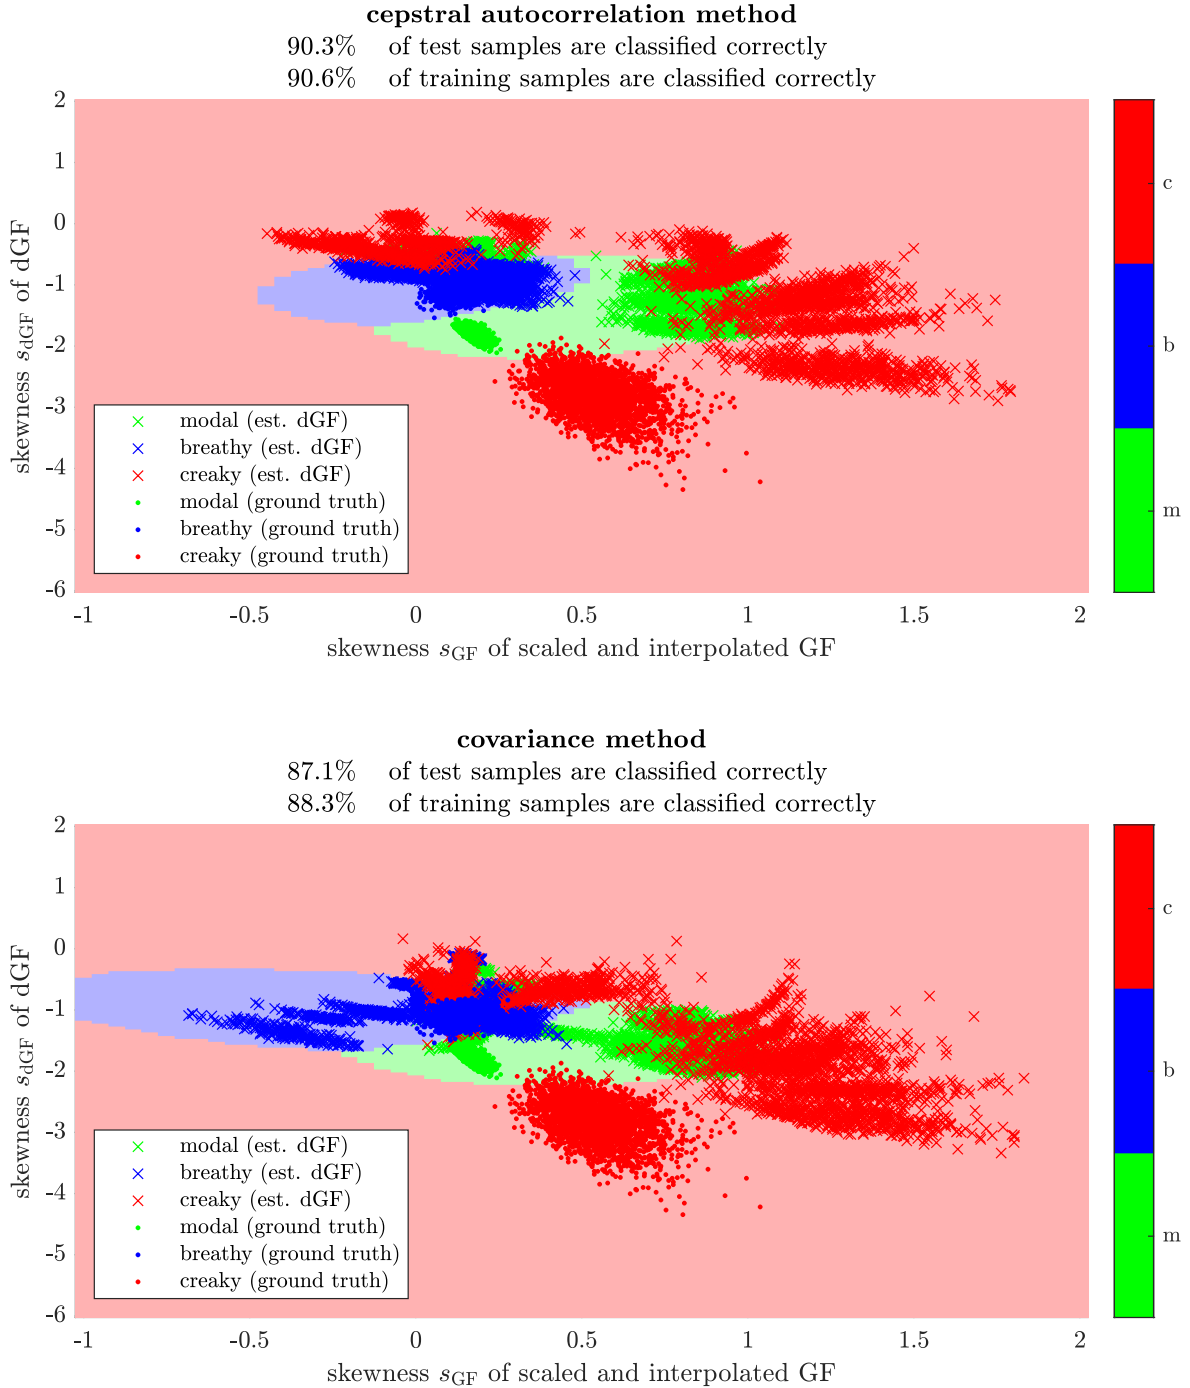 cepstral autocorrelation method
90.3% of test samples are classified correctly
90.6% of training samples are classified correctly
2
1
0
-1
-2
-3
-4
-5
-6
skewness sdGF of dGF
modal (est. dGF)
breathy (est. dGF)
creaky (est. dGF)
modal (ground truth)
breathy (ground truth)
creaky (ground truth)
-1 -0.5 0 0.5 1 1.5 2
skewness sGF of scaled and interpolated GF
c
b
m
covariance method
87.1% of test samples are classified correctly
88.3% of training samples are classified correctly
2
1
0
-1
-2
-3
-4
-5
-6
skewness sdGF of dGF
modal (est. dGF)
breathy (est. dGF)
creaky (est. dGF)
modal (ground truth)
breathy (ground truth)
creaky (ground truth)
-1 -0.5 0 0.5 1 1.5 2
skewness sGF of scaled and interpolated GF
c
b
m